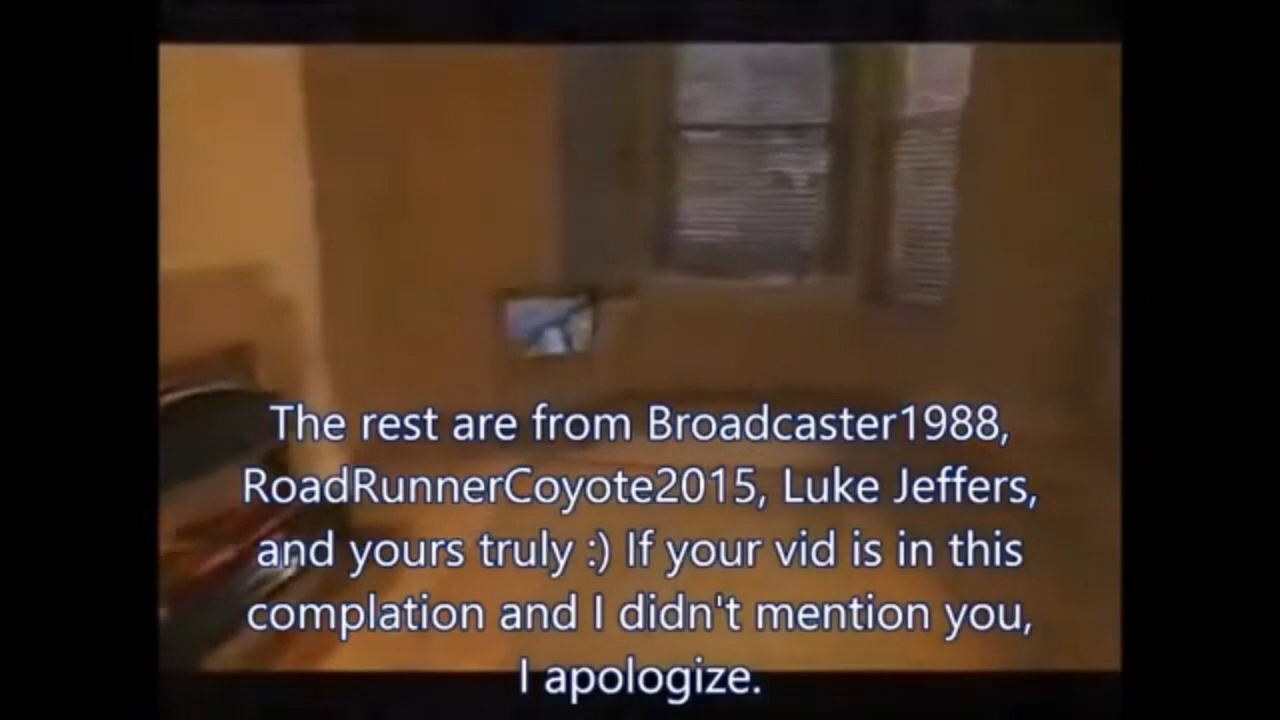 The rest are from Broadcaster1988,
RoadRunnerCoyote2015, Luke Jeffers,
and yours truly :) If your vid is in this
complation and I didn't mention you,
I apologize.